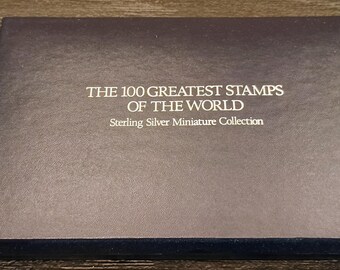 THE 100 GREATEST STAMPS
OF THE WORLD
Sterling Silver Miniature Collection